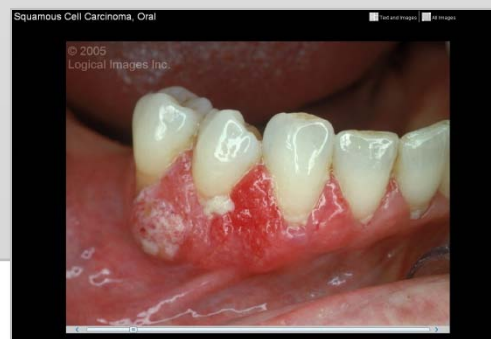 Squamous Cell Carcinoma, Oral
Text and Images
All Images
© 2005
Logical Images Inc.